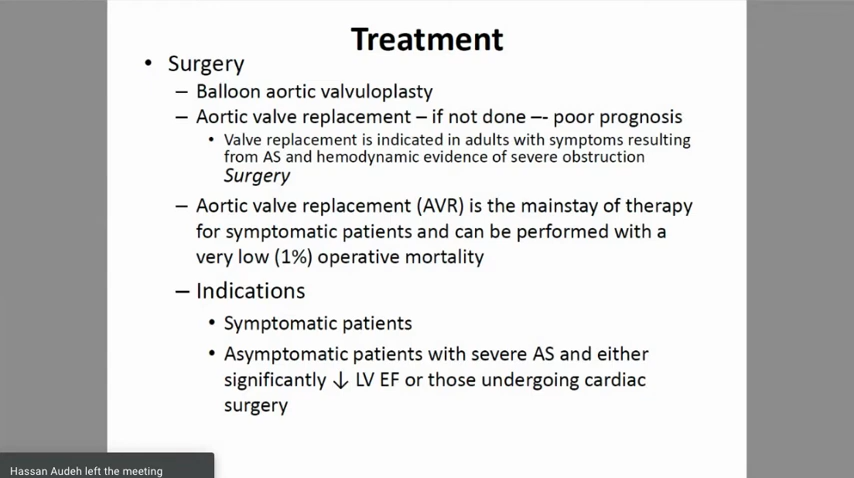 Treatment
• Surgery
– Balloon aortic valvuloplasty
– Aortic valve replacement – if not done –- poor prognosis
• Valve replacement is indicated in adults with symptoms resulting
from AS and hemodynamic evidence of severe obstruction
Surgery
– Aortic valve replacement (AVR) is the mainstay of therapy
for symptomatic patients and can be performed with a
very low (1%) operative mortality
– Indications
• Symptomatic patients
• Asymptomatic patients with severe AS and either
significantly ↓ LV EF or those undergoing cardiac
surgery
Hassan Audeh left the meeting